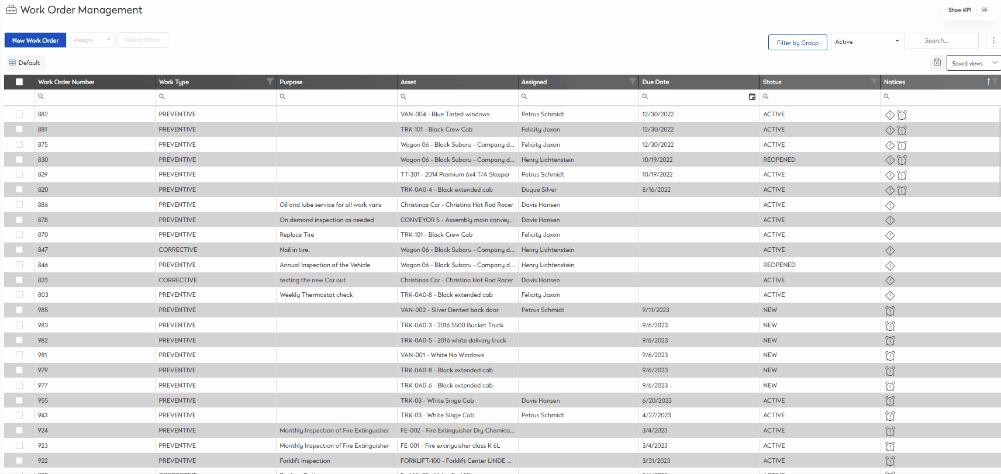 Work Order Management
Show KPI
New Work Order Assign... Update Status Filter by Group Active Search...
Default Saved views
Work Order Number Work Type Purpose Asset Assigned Due Date Status Notices
882 PREVENTIVE VAN-004 - Blue Tinted windows Petrus Schmidt 12/30/2022 ACTIVE
881 PREVENTIVE TRK-101 - Black Crew Cab Felicity Jaxon 12/30/2022 ACTIVE
875 PREVENTIVE Wagon 06 - Black Subaru - Company d... Felicity Jaxon 12/30/2022 ACTIVE
830 PREVENTIVE Wagon 06 - Black Subaru - Company d... Henry Lichtenstein 10/19/2022 REOPENED
829 PREVENTIVE TT-301 - 2014 Premium 6x4 T/A Sleeper Petrus Schmidt 10/19/2022 ACTIVE
820 PREVENTIVE TRK-0A0-4 - Black extended cab Duque Silver 8/16/2022 ACTIVE
886 PREVENTIVE Oil and lube service for all work vans Christinas Car - Christina Hot Rod Racer Davis Hansen ACTIVE
878 PREVENTIVE On demand inspection as needed CONVEYOR 5 - Assembly main convey... Davis Hansen ACTIVE
870 PREVENTIVE Replace Tire TRK-101 - Black Crew Cab Felicity Jaxon ACTIVE
847 CORRECTIVE Nail in tire. Wagon 06 - Black Subaru - Company d... Henry Lichtenstein ACTIVE
846 PREVENTIVE Annual Inspection of the Vehicle Wagon 06 - Black Subaru - Company d... Henry Lichtenstein REOPENED
823 CORRECTIVE testing the new Car out Christinas Car - Christina Hot Rod Racer Davis Hansen ACTIVE
803 PREVENTIVE Weekly Thermostat check TRK-0A0-8 - Black extended cab Felicity Jaxon ACTIVE
985 PREVENTIVE VAN-002 - Silver Dented back door Petrus Schmidt 9/11/2023 NEW
983 PREVENTIVE TRK-0A0-3 - 2016 5500 Bucket Truck 9/6/2023 NEW
982 PREVENTIVE TRK-0A0-5 - 2016 white delivery truck 9/6/2023 NEW
981 PREVENTIVE VAN-001 - White No Windows 9/6/2023 NEW
979 PREVENTIVE TRK-0A0-8 - Black extended cab 9/6/2023 NEW
977 PREVENTIVE TRK-0A0-6 - Black extended cab 9/6/2023 NEW
955 PREVENTIVE TRK-03 - White Singe Cab Davis Hansen 6/20/2023 ACTIVE
943 PREVENTIVE TRK-03 - White Singe Cab Petrus Schmidt 4/27/2023 ACTIVE
924 PREVENTIVE Monthly Inspection of Fire Extinguisher FE-002 - Fire Extinguisher Dry Chemica... 3/4/2023 ACTIVE
923 PREVENTIVE Monthly Inspection of Fire Extinguisher FE-001 - Fire extinguisher class K 6L 3/4/2023 ACTIVE
922 PREVENTIVE Forklift Inspection FORKLIFT-100 - Forklift Center LINDE ... 3/31/2023 ACTIVE